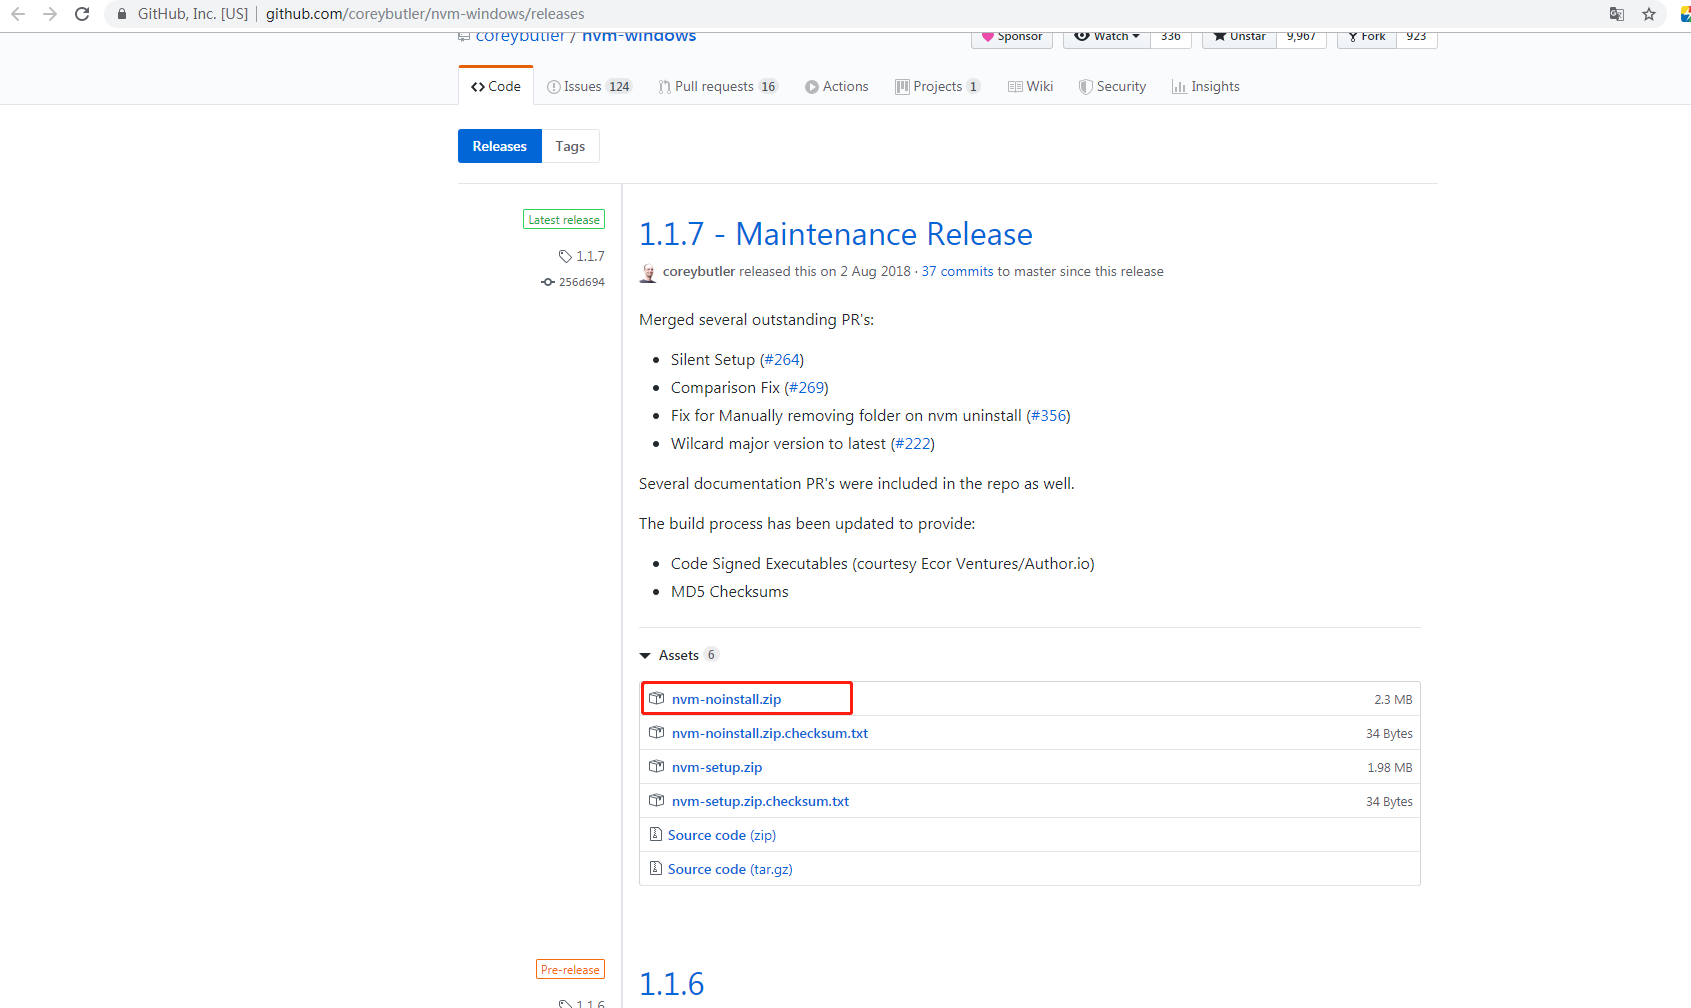 GitHub, Inc. [US] | github.com/coreybutler/nvm-windows/releases
coreybutler / nvm-windows
Sponsor Watch 336 Unstar 9,967 Fork 923
Code Issues 124 Pull requests 16 Actions Projects 1 Wiki Security Insights
Releases Tags
Latest release
1.1.7
256d694
1.1.7 - Maintenance Release
coreybutler released this on 2 Aug 2018 · 37 commits to master since this release
Merged several outstanding PR's:
• Silent Setup (#264)
• Comparison Fix (#269)
• Fix for Manually removing folder on nvm uninstall (#356)
• Wilcard major version to latest (#222)
Several documentation PR's were included in the repo as well.
The build process has been updated to provide:
• Code Signed Executables (courtesy Ecor Ventures/Author.io)
• MD5 Checksums
Assets 6
nvm-noinstall.zip 2.3 MB
nvm-noinstall.zip.checksum.txt 34 Bytes
nvm-setup.zip 1.98 MB
nvm-setup.zip.checksum.txt 34 Bytes
Source code (zip)
Source code (tar.gz)
Pre-release
1.1.6
1.1.6